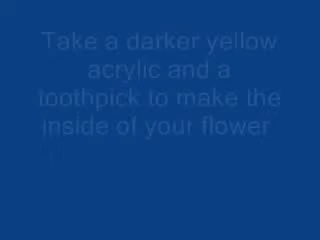 Take a darker yellow
acrylic and a
toothpick to make the
inside of your flower